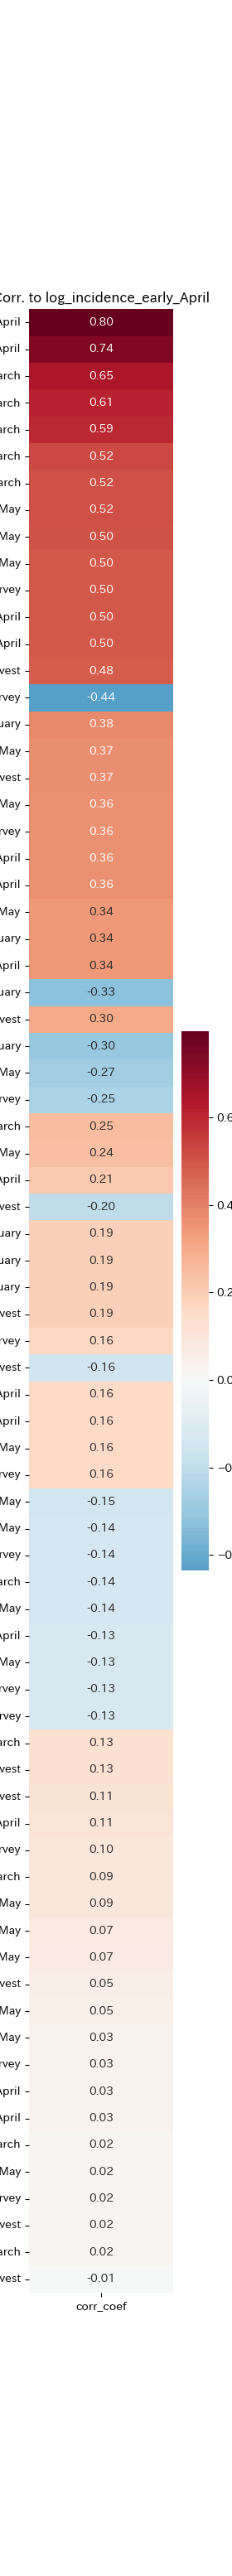 Corr. to log_incidence_early_April
April 0.80
April 0.74
arch 0.65
arch 0.61
arch 0.59
arch 0.52
arch 0.52
May 0.52
May 0.50
May 0.50
rvey 0.50
April 0.50
April 0.50
vest 0.48
rvey -0.44
uary 0.38
May 0.37
vest 0.37
May 0.36
rvey 0.36
April 0.36
April 0.36
May 0.34
uary 0.34
April 0.34
uary -0.33
vest 0.30
uary -0.30
May -0.27
rvey -0.25
arch 0.25
May 0.24
April 0.21
vest -0.20
uary 0.19
uary 0.19
uary 0.19
vest 0.19
rvey 0.16
vest -0.16
April 0.16
April 0.16
May 0.16
rvey 0.16
May -0.15
May -0.14
rvey -0.14
arch -0.14
May -0.14
April -0.13
May -0.13
rvey -0.13
rvey -0.13
arch 0.13
vest 0.13
vest 0.11
April 0.11
rvey 0.10
arch 0.09
May 0.09
May 0.07
May 0.07
vest 0.05
May 0.05
May 0.03
rvey 0.03
April 0.03
April 0.03
arch 0.02
May 0.02
rvey 0.02
vest 0.02
arch 0.02
vest -0.01
corr_coef
0.6
0.4
0.2
0.0